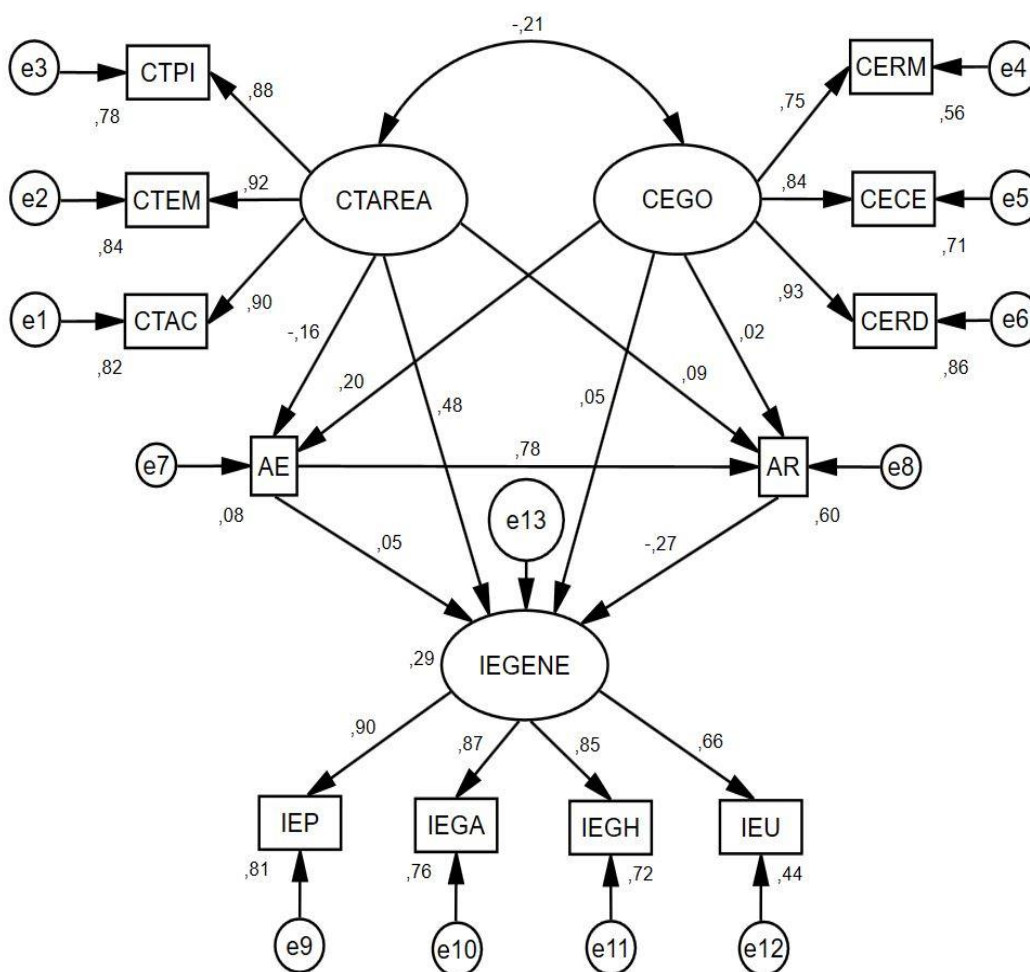 -,21
e3
CTPI
,78
,88
CERM
e4
,75
,56
e2
CTEM
,92
,84
CTAREA
CEGO
,84
CECE
e5
,71
e1
CTAC
,90
,82
,93
CERD
e6
,86
-,16
,20
,48
,05
,09
,02
e7
AE
,08
,78
AR
e8
,60
e13
,05
-,27
,29
IEGENE
,90
,87
,85
,66
IEP
IEGA
IEGH
IEU
,81
,76
,72
,44
e9
e10
e11
e12